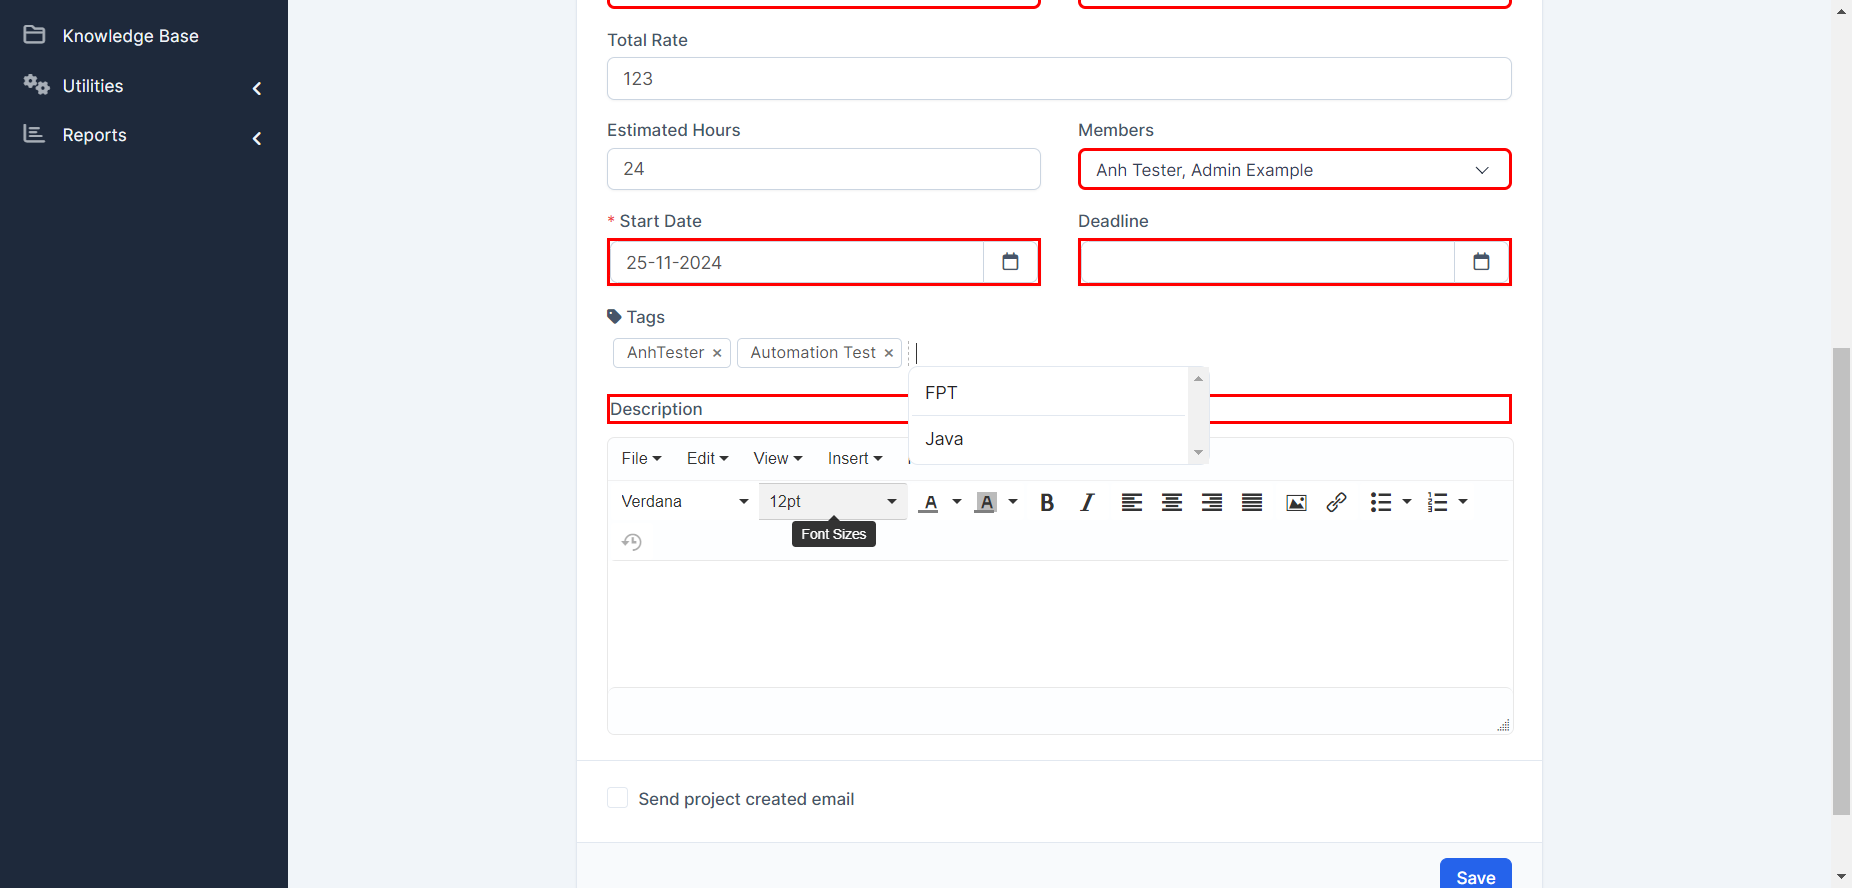 Knowledge Base
Utilities
Reports
Total Rate
123
Estimated Hours
Members
24
Anh Tester, Admin Example
* Start Date
Deadline
25-11-2024
Tags
AnhTester ×
Automation Test ×
FPT
Java
Description
File
Edit
View
Insert
Verdana
12pt
A
A
B
I
Font Sizes
Send project created email
Save